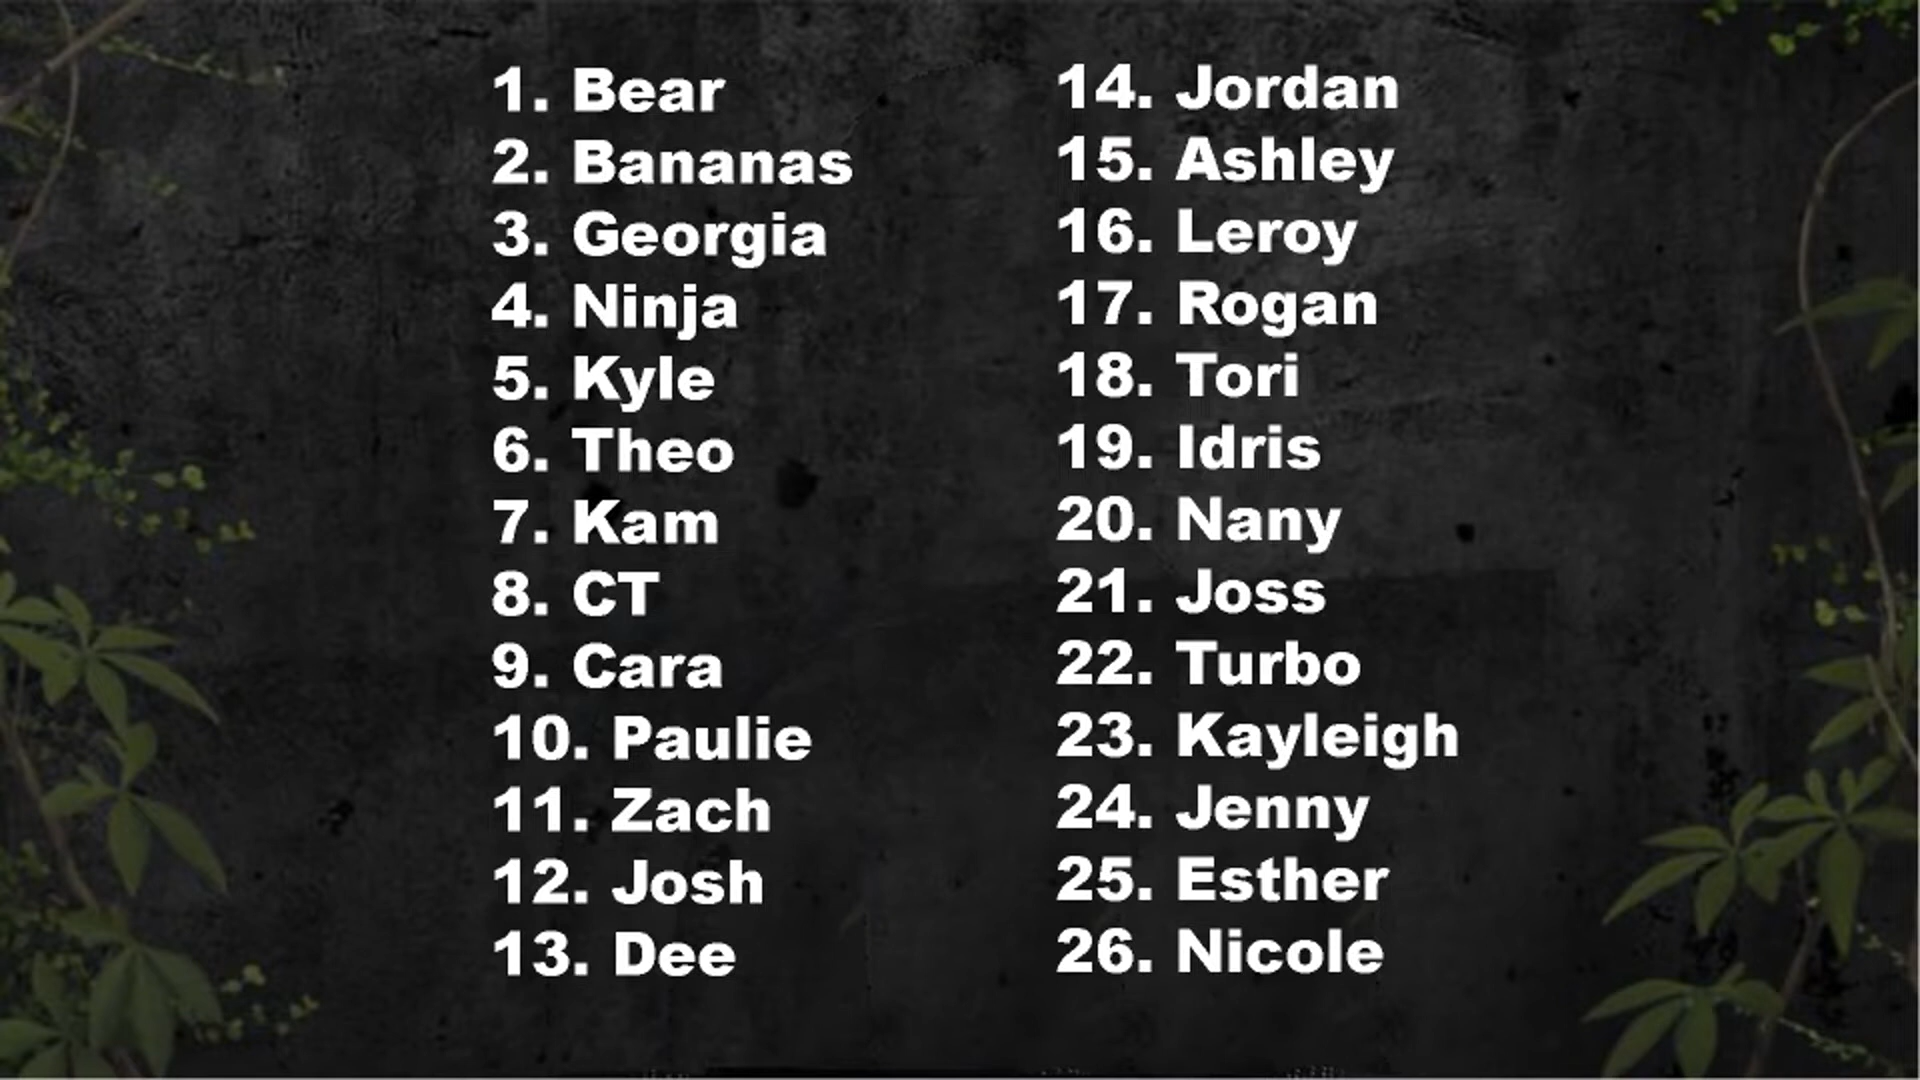 1. Bear
2. Bananas
3. Georgia
4. Ninja
5. Kyle
6. Theo
7. Kam
8. CT
9. Cara
10. Paulie
11. Zach
12. Josh
13. Dee
14. Jordan
15. Ashley
16. Leroy
17. Rogan
18. Tori
19. Idris
20. Nany
21. Joss
22. Turbo
23. Kayleigh
24. Jenny
25. Esther
26. Nicole